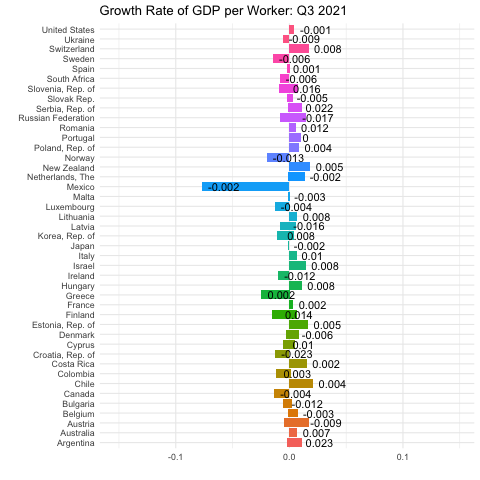 Growth Rate of GDP per Worker: Q3 2021
United States -0.001
Ukraine -0.009
Switzerland 0.008
Sweden -0.006
Spain 0.001
South Africa -0.006
Slovenia, Rep. of 0.016
Slovak Rep. -0.005
Serbia, Rep. of 0.022
Russian Federation -0.017
Romania 0.012
Portugal 0
Poland, Rep. of 0.004
Norway -0.013
New Zealand 0.005
Netherlands, The -0.002
Mexico -0.002
Malta -0.003
Luxembourg -0.004
Lithuania 0.008
Latvia -0.005
Korea, Rep. of 0.008
Japan -0.002
Italy 0.01
Israel 0.008
Ireland -0.012
Hungary 0.008
Greece 0.002
France 0.002
Finland 0.014
Estonia, Rep. of 0.005
Denmark -0.006
Cyprus 0.01
Croatia, Rep. of -0.023
Costa Rica 0.002
Colombia 0.003
Chile 0.004
Canada -0.004
Bulgaria -0.012
Belgium -0.003
Austria -0.009
Australia 0.007
Argentina 0.023
-0.1 0.0 0.1